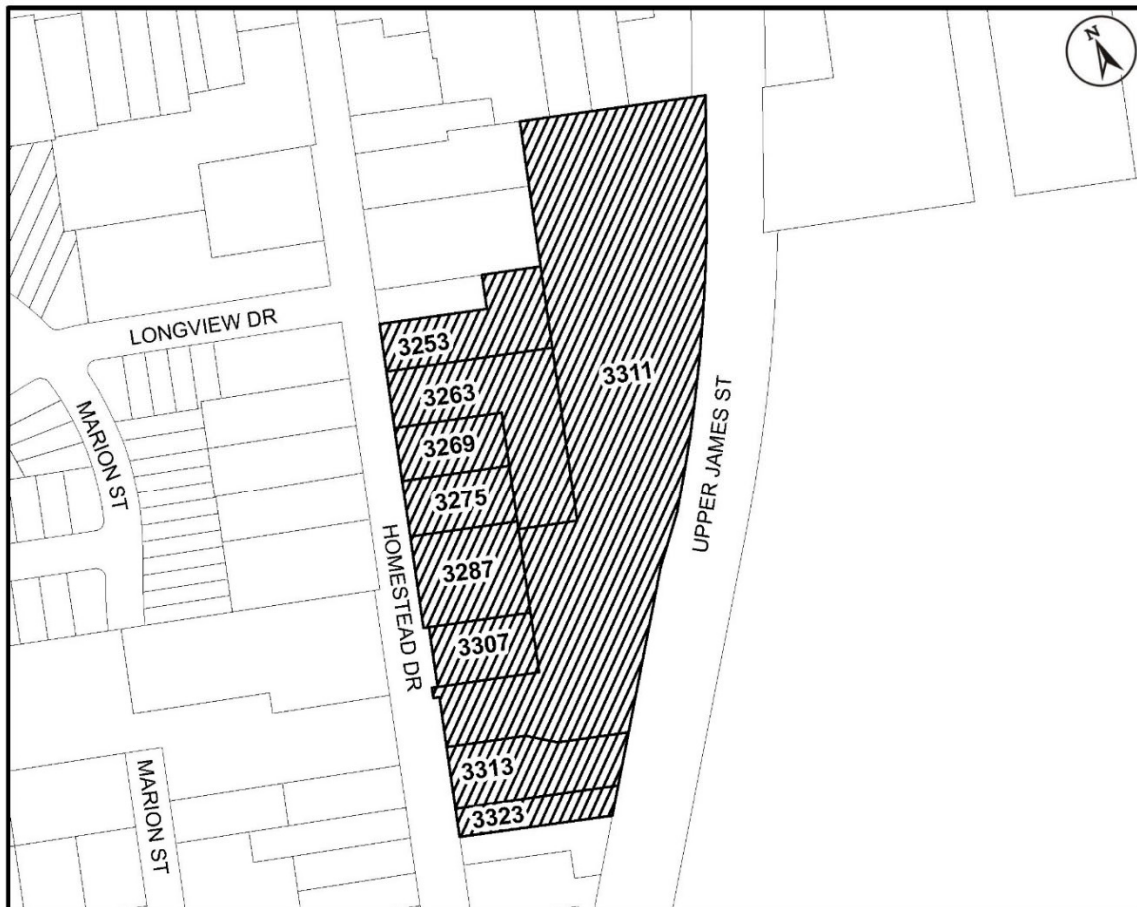 N
LONGVIEW DR
3253
3311
3263
MARION ST
UPPER JAMES ST
3269
3275
HOMESTEAD DR
3287
3307
3313
MARION ST
3323